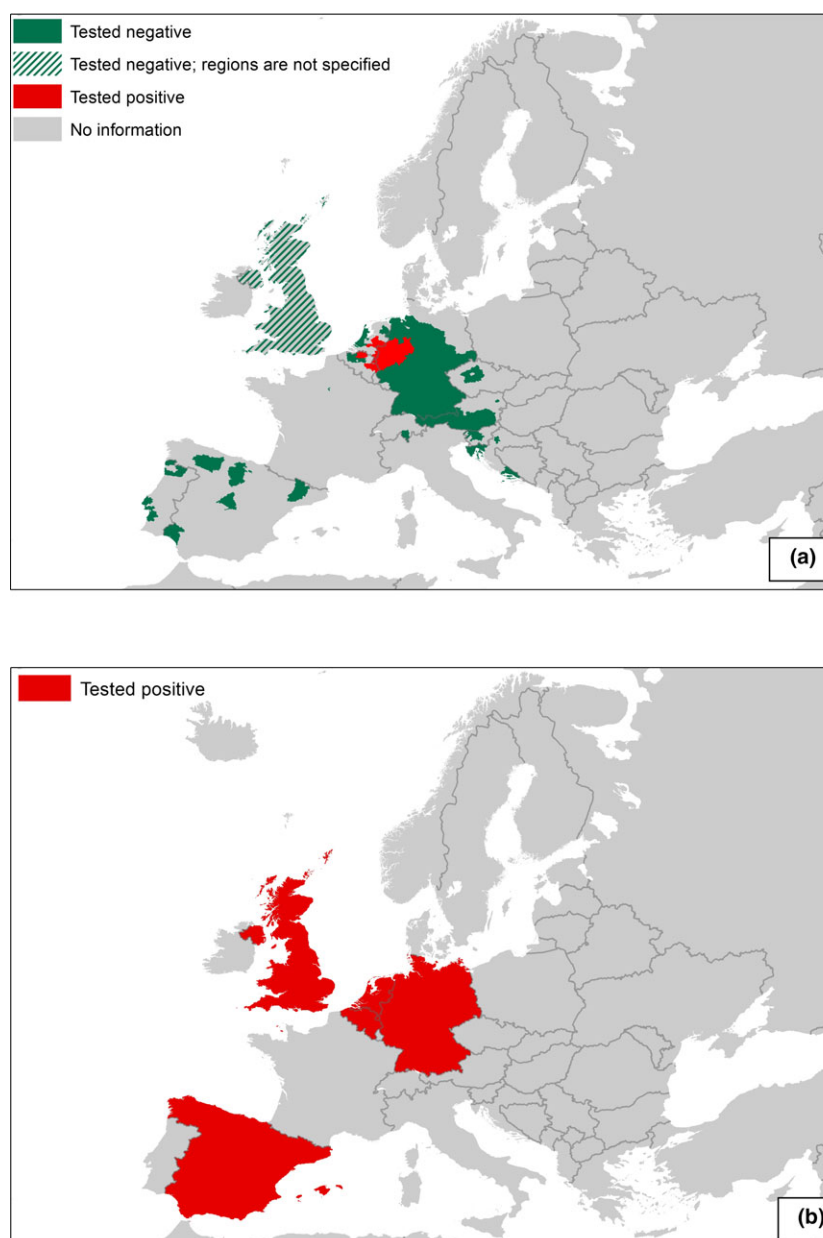 Tested negative
Tested negative; regions are not specified
Tested positive
No information
(a)
Tested positive
(b)